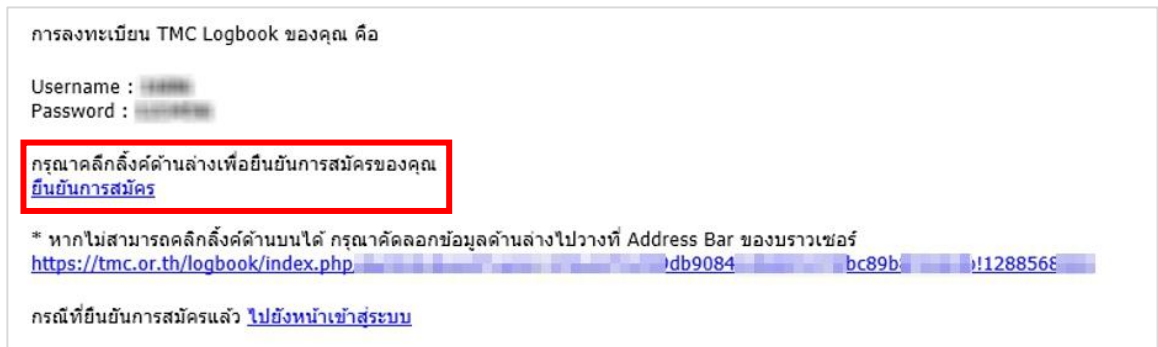 การลงทะเบียน TMC Logbook ของคุณ คือ
Username :
Password :
กรุณาคลิกลิ้งค์ด้านล่างเพื่อยืนยันการสมัครของคุณ
ยืนยันการสมัคร
* หากไม่สามารถคลิกลิ้งค์ด้านบนได้ กรุณาคัดลอกข้อมูลด้านล่างไปวางที่ Address Bar ของบราวเซอร์
https://tmc.or.th/logbook/index.php db9084 bc89b !1288568
กรณีที่ยืนยันการสมัครแล้ว ไปยังหน้าเข้าสู่ระบบ